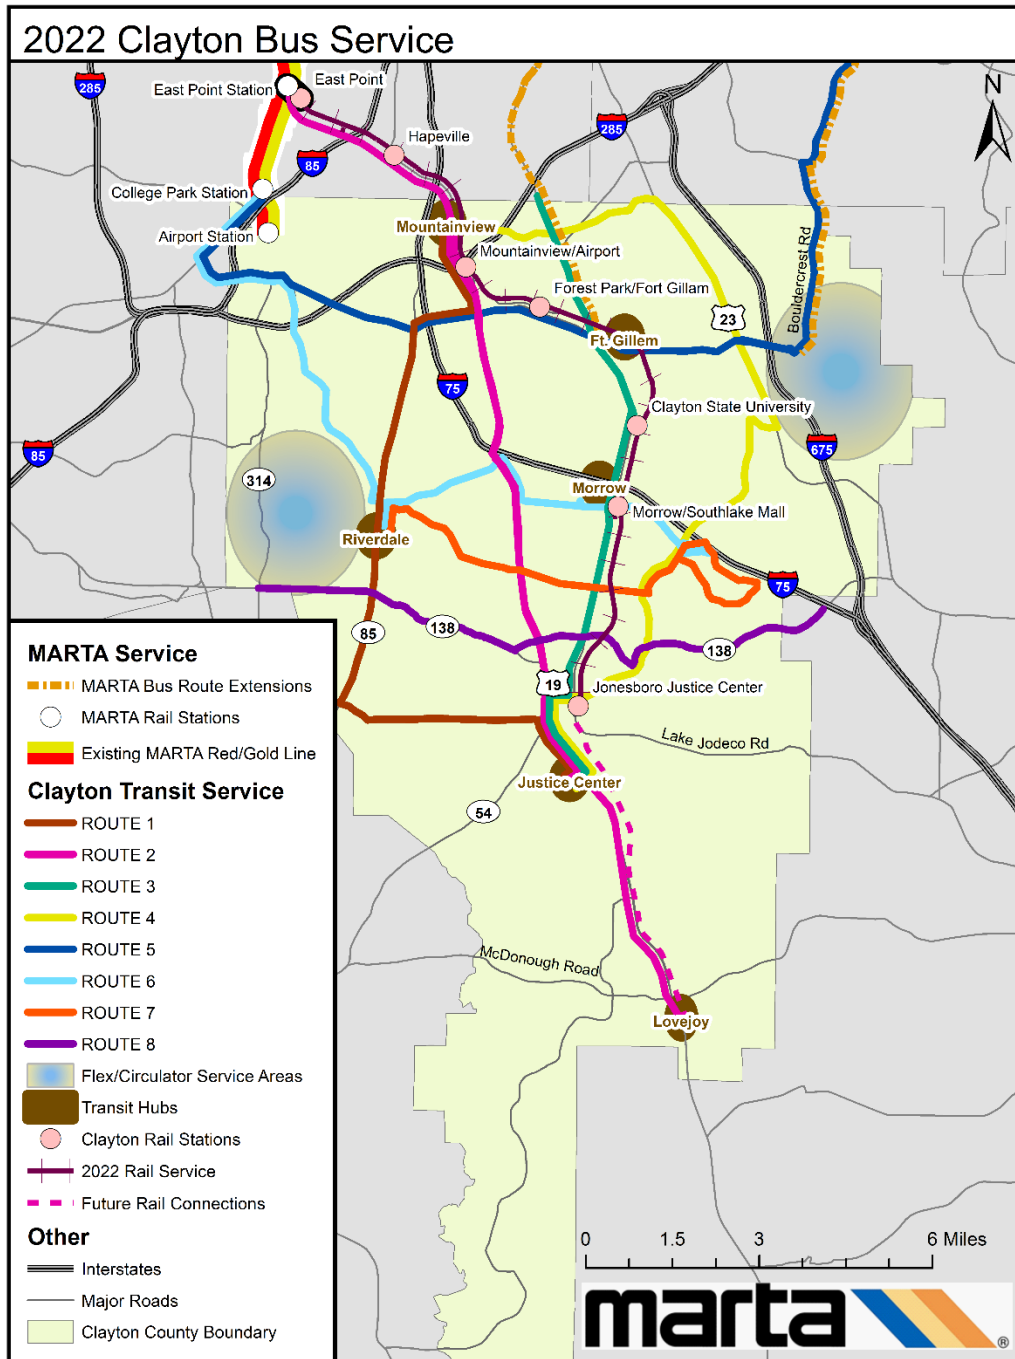 2022 Clayton Bus Service
285
East Point Station
East Point
N
285
Hapeville
85
College Park Station
Airport Station
Mountainview
Mountainview/Airport
Bouldercrest Rd
Forest Park/Fort Gillam
23
Ft. Gillem
75
Clayton State University
85
675
314
Morrow
Morrow/Southlake Mall
Riverdale
75
85
138
138
19
Jonesboro Justice Center
Lake Jodeco Rd
Justice Center
54
McDonough Road
Lovejoy
MARTA Service
MARTA Bus Route Extensions
MARTA Rail Stations
Existing MARTA Red/Gold Line
Clayton Transit Service
ROUTE 1
ROUTE 2
ROUTE 3
ROUTE 4
ROUTE 5
ROUTE 6
ROUTE 7
ROUTE 8
Flex/Circulator Service Areas
Transit Hubs
Clayton Rail Stations
2022 Rail Service
Future Rail Connections
Other
Interstates
Major Roads
Clayton County Boundary
0 1.5 3 6 Miles
marta ®